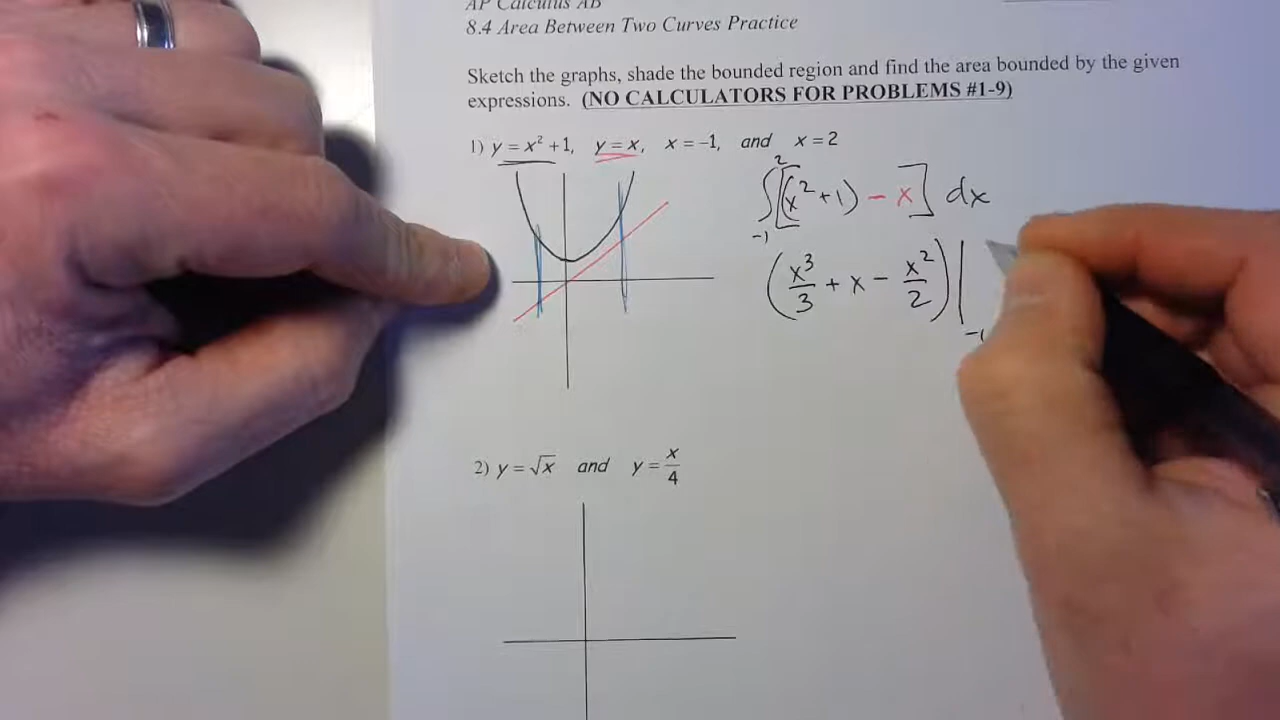 AP Calculus AB
8.4 Area Between Two Curves Practice
Sketch the graphs, shade the bounded region and find the area bounded by the given
expressions. (NO CALCULATORS FOR PROBLEMS #1-9)
1) y = x² + 1, y = x, x = −1, and x = 2
∫₋₁² [(x² + 1) − x] dx
(x³/3 + x − x²/2) |₋₁
2) y = √x and y = x/4